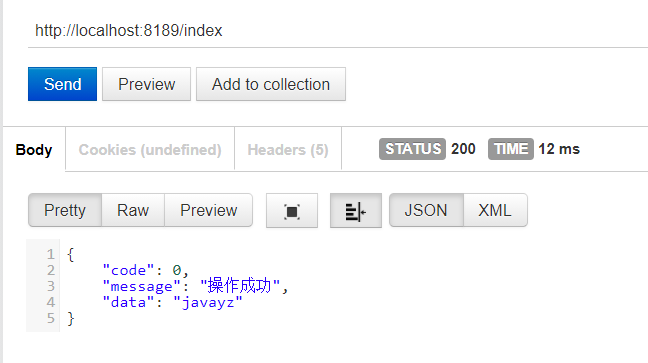 http://localhost:8189/index
Send Preview Add to collection
Body Cookies (undefined) Headers (5) STATUS 200 TIME 12 ms
Pretty Raw Preview JSON XML
1 {
2 "code": 0,
3 "message": "操作成功",
4 "data": "javayz"
5 }